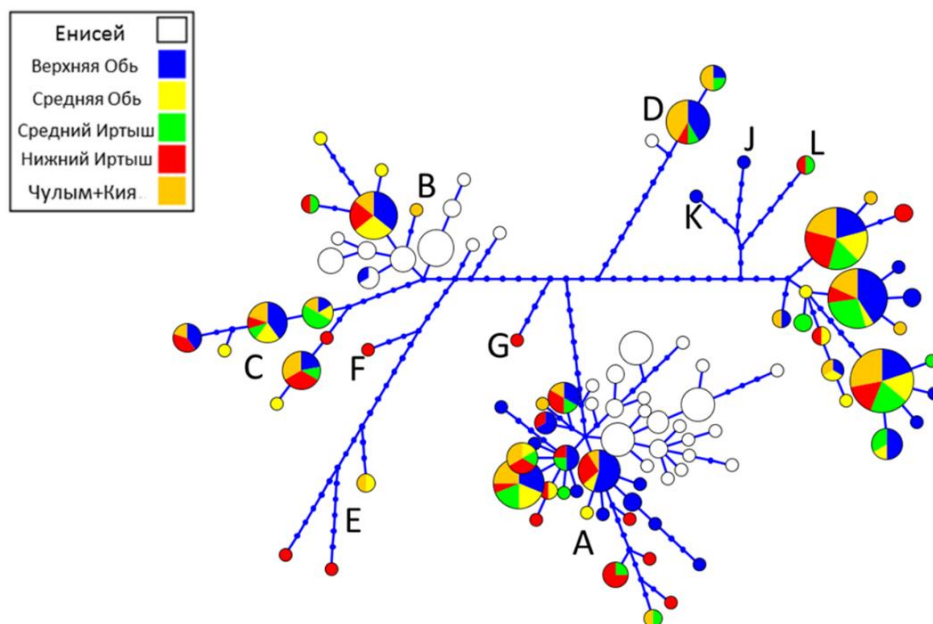 Енисей
Верхняя Обь
Средняя Обь
Средний Иртыш
Нижний Иртыш
Чулым+Кия
D
J
L
B
K
G
C
F
E
A